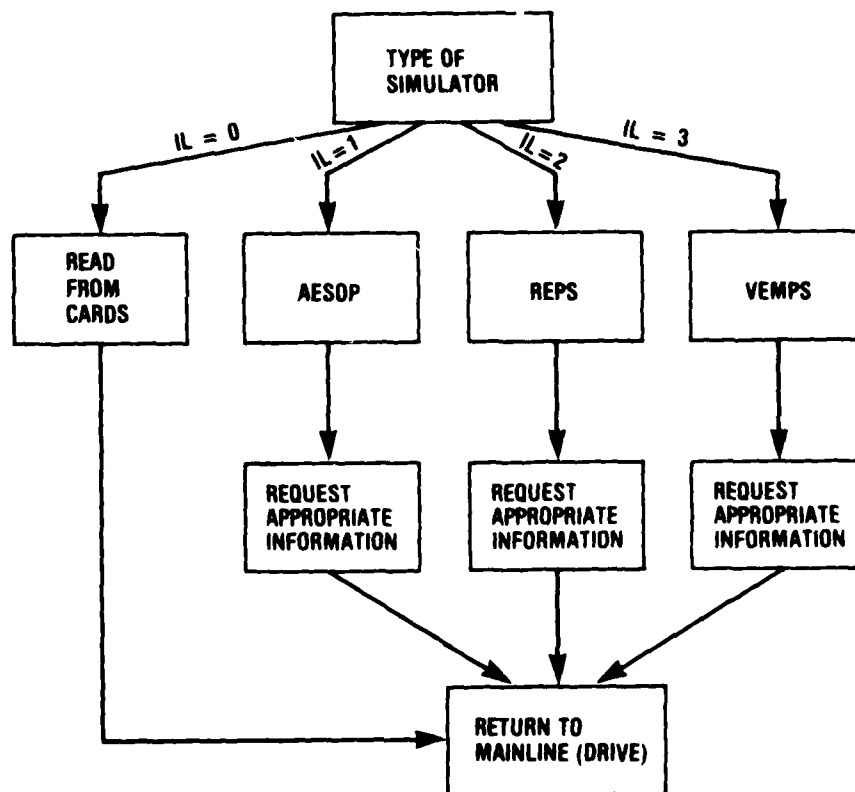 TYPE OF
SIMULATOR
IL = 0
IL=1
IL=2
IL = 3
READ
FROM
CARDS
AESOP
REPS
VEMPS
REQUEST
APPROPRIATE
INFORMATION
REQUEST
APPROPRIATE
INFORMATION
REQUEST
APPROPRIATE
INFORMATION
RETURN TO
MAINLINE (DRIVE)